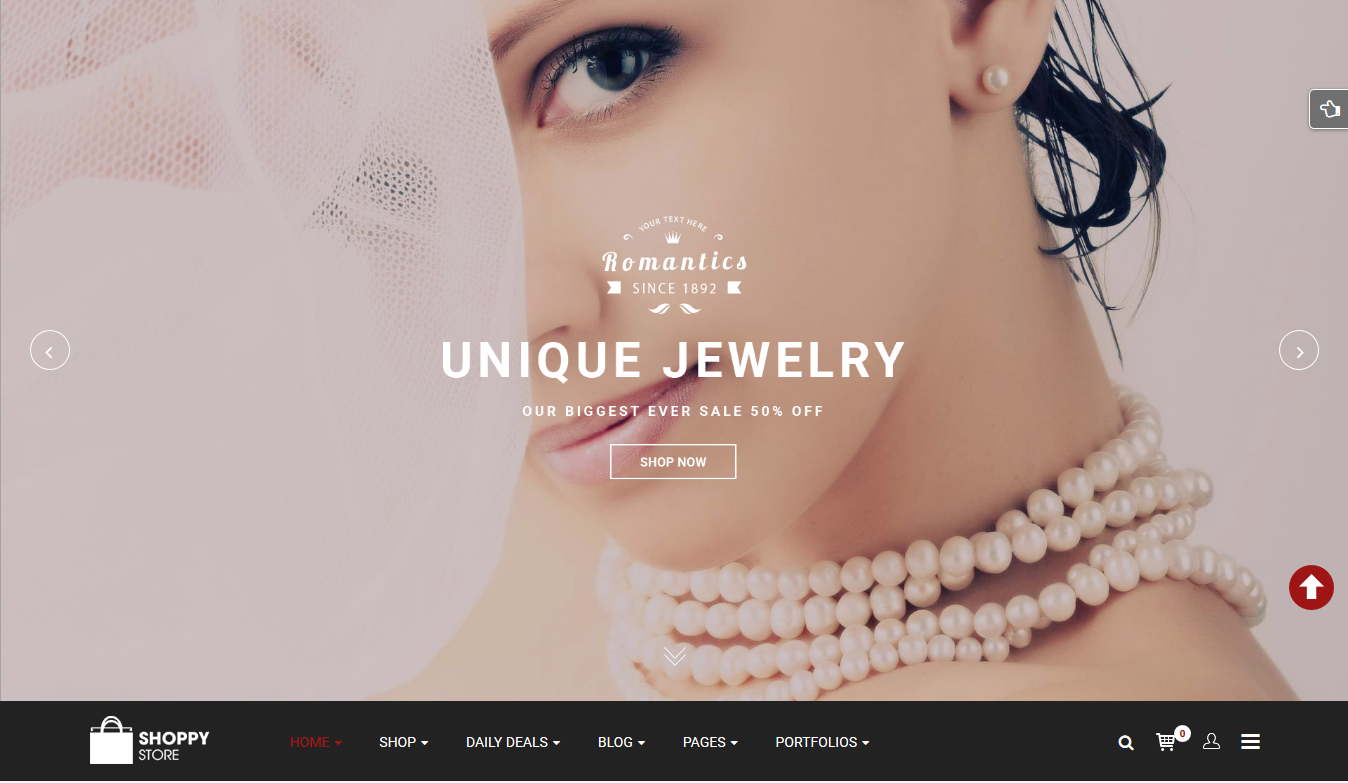 YOUR TEXT HERE
Romantics
SINCE 1892
UNIQUE JEWELRY
OUR BIGGEST EVER SALE 50% OFF
SHOP NOW
SHOPPY
STORE
HOME
SHOP
DAILY DEALS
BLOG
PAGES
PORTFOLIOS
0